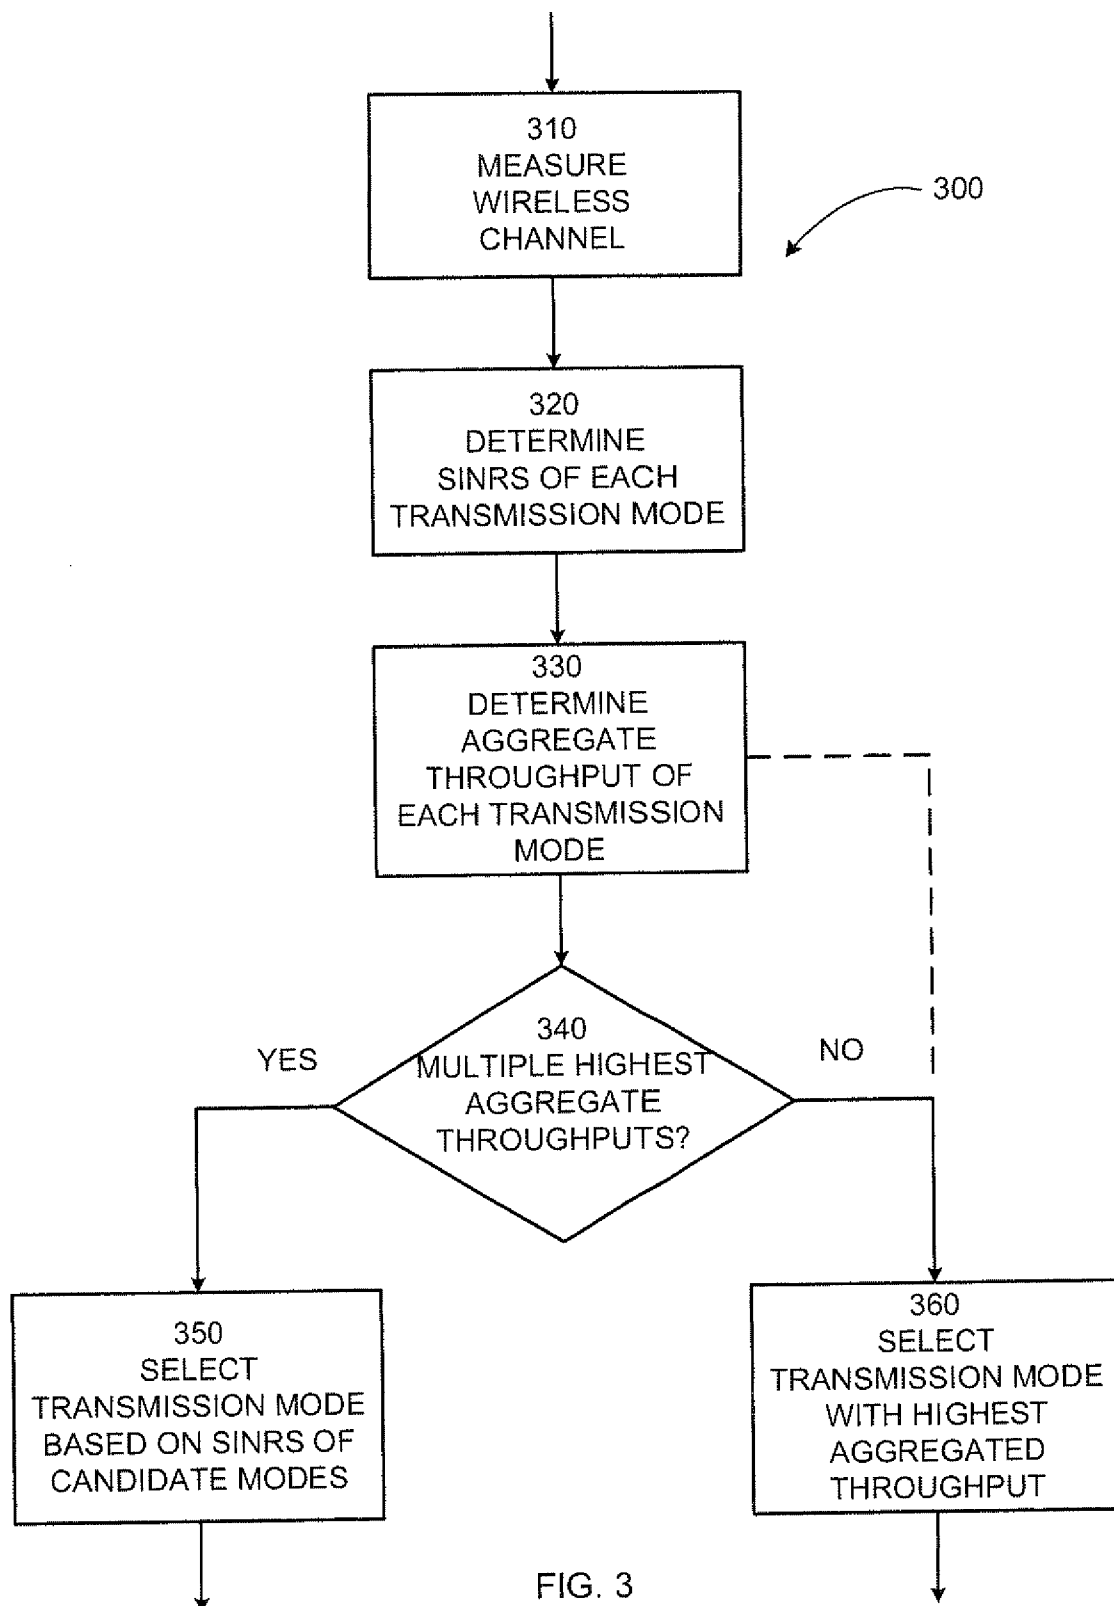 310
MEASURE
WIRELESS
CHANNEL
300
320
DETERMINE
SINRS OF EACH
TRANSMISSION MODE
330
DETERMINE
AGGREGATE
THROUGHPUT OF
EACH TRANSMISSION
MODE
340
MULTIPLE HIGHEST
AGGREGATE
THROUGHPUTS?
YES
NO
350
SELECT
TRANSMISSION MODE
BASED ON SINRS OF
CANDIDATE MODES
360
SELECT
TRANSMISSION MODE
WITH HIGHEST
AGGREGATED
THROUGHPUT
FIG. 3